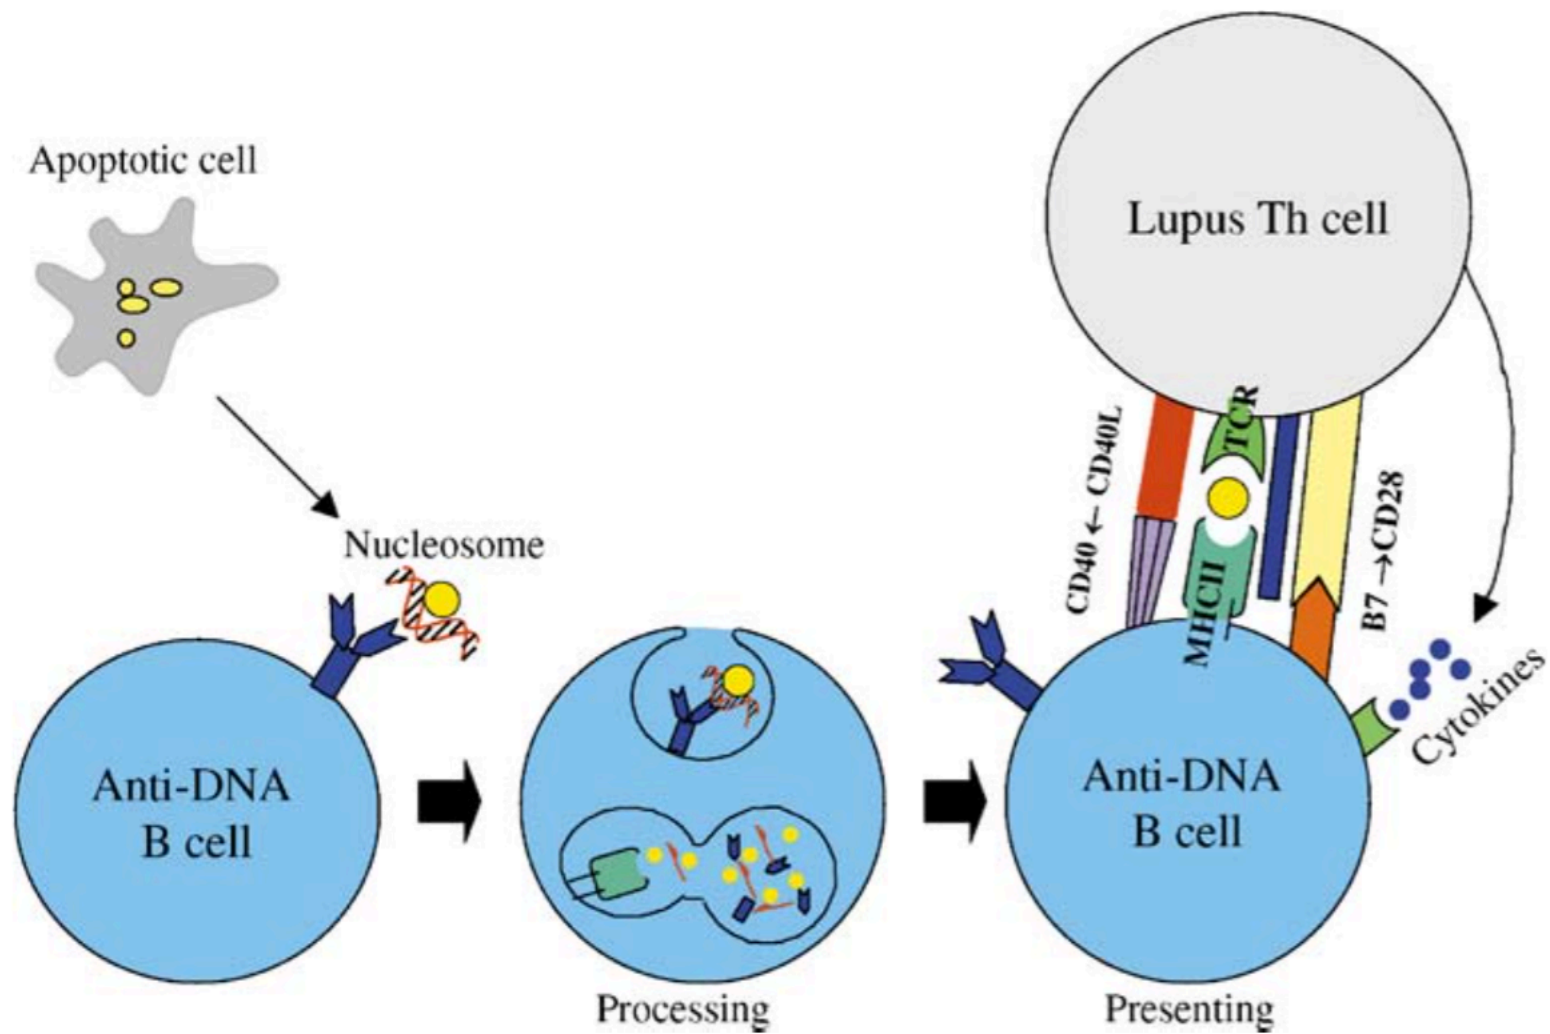 Apoptotic cell
Nucleosome
Anti-DNA
B cell
Processing
Lupus Th cell
CD40 ← CD40L
TCR
MHCII
B7 →CD28
Cytokines
Anti-DNA
B cell
Presenting